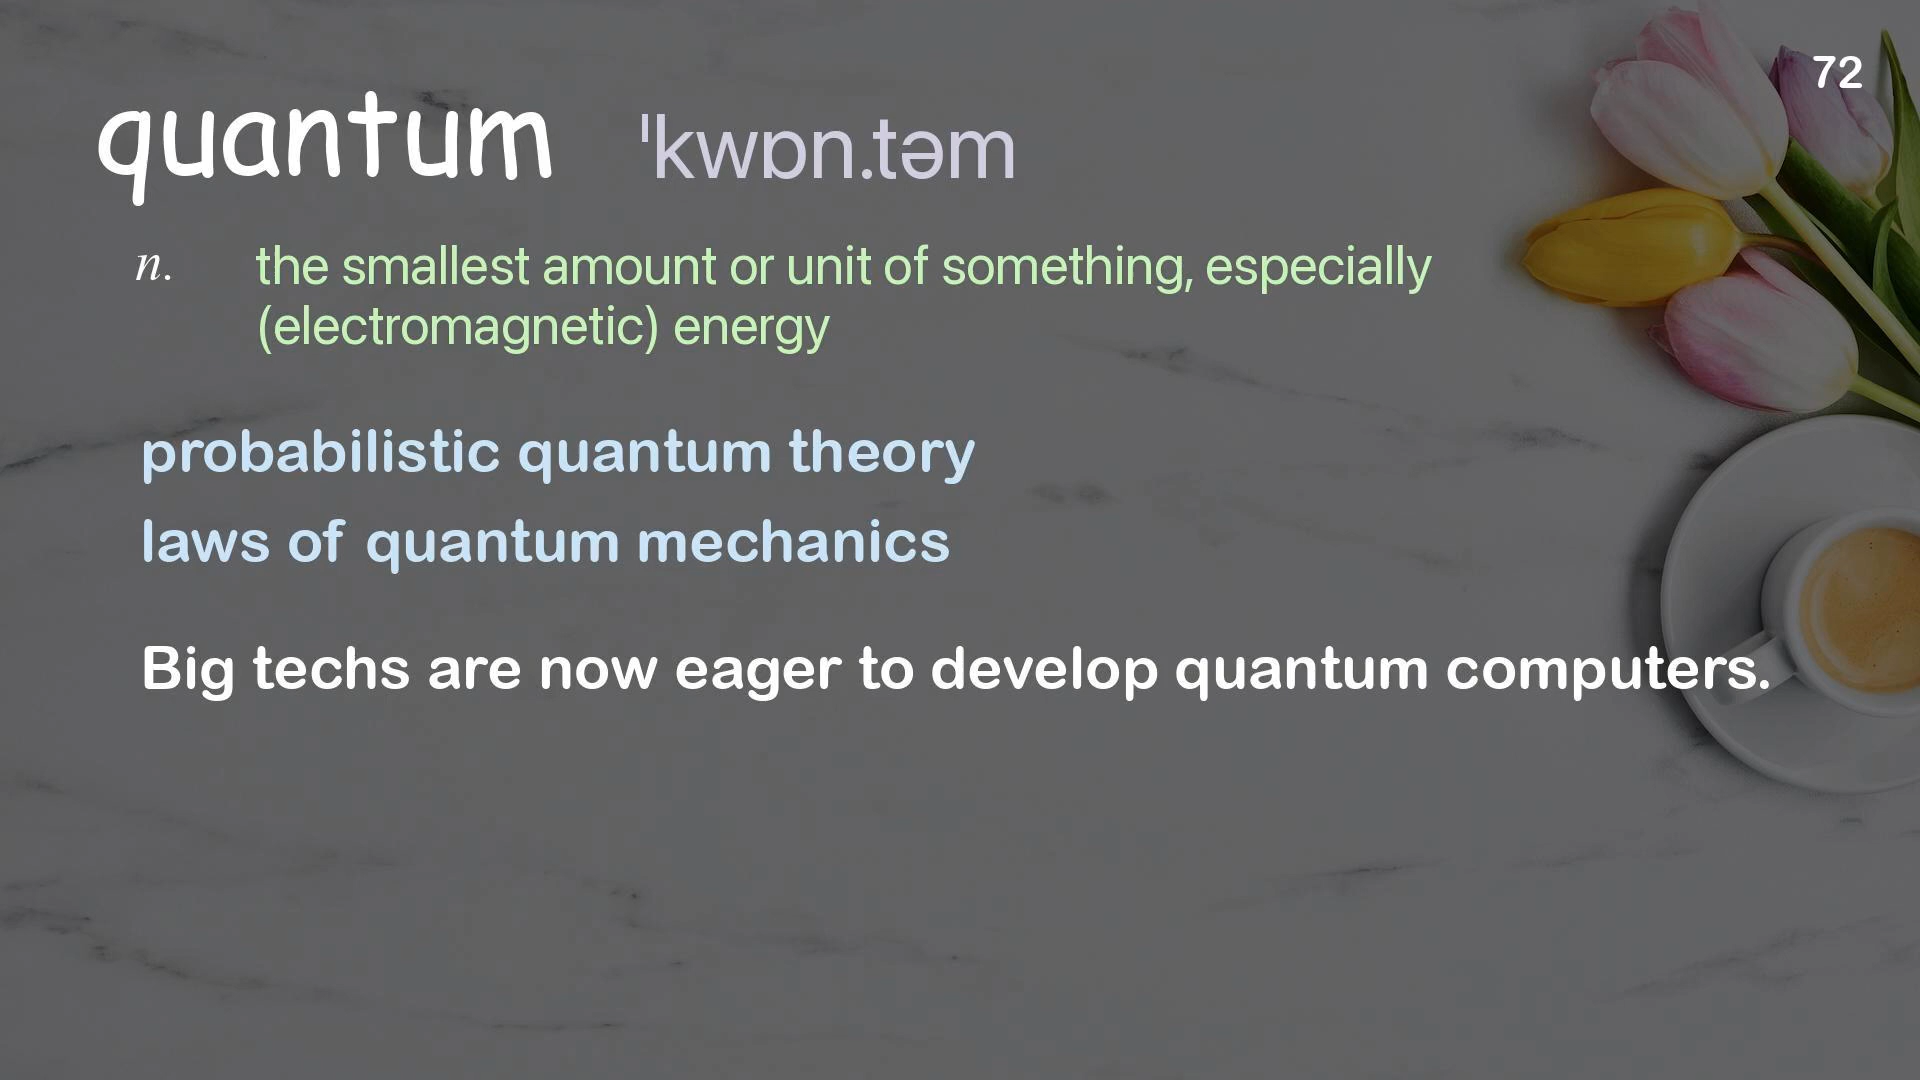 72
quantum ˈkwɒn.təm
n. the smallest amount or unit of something, especially
(electromagnetic) energy
probabilistic quantum theory
laws of quantum mechanics
Big techs are now eager to develop quantum computers.